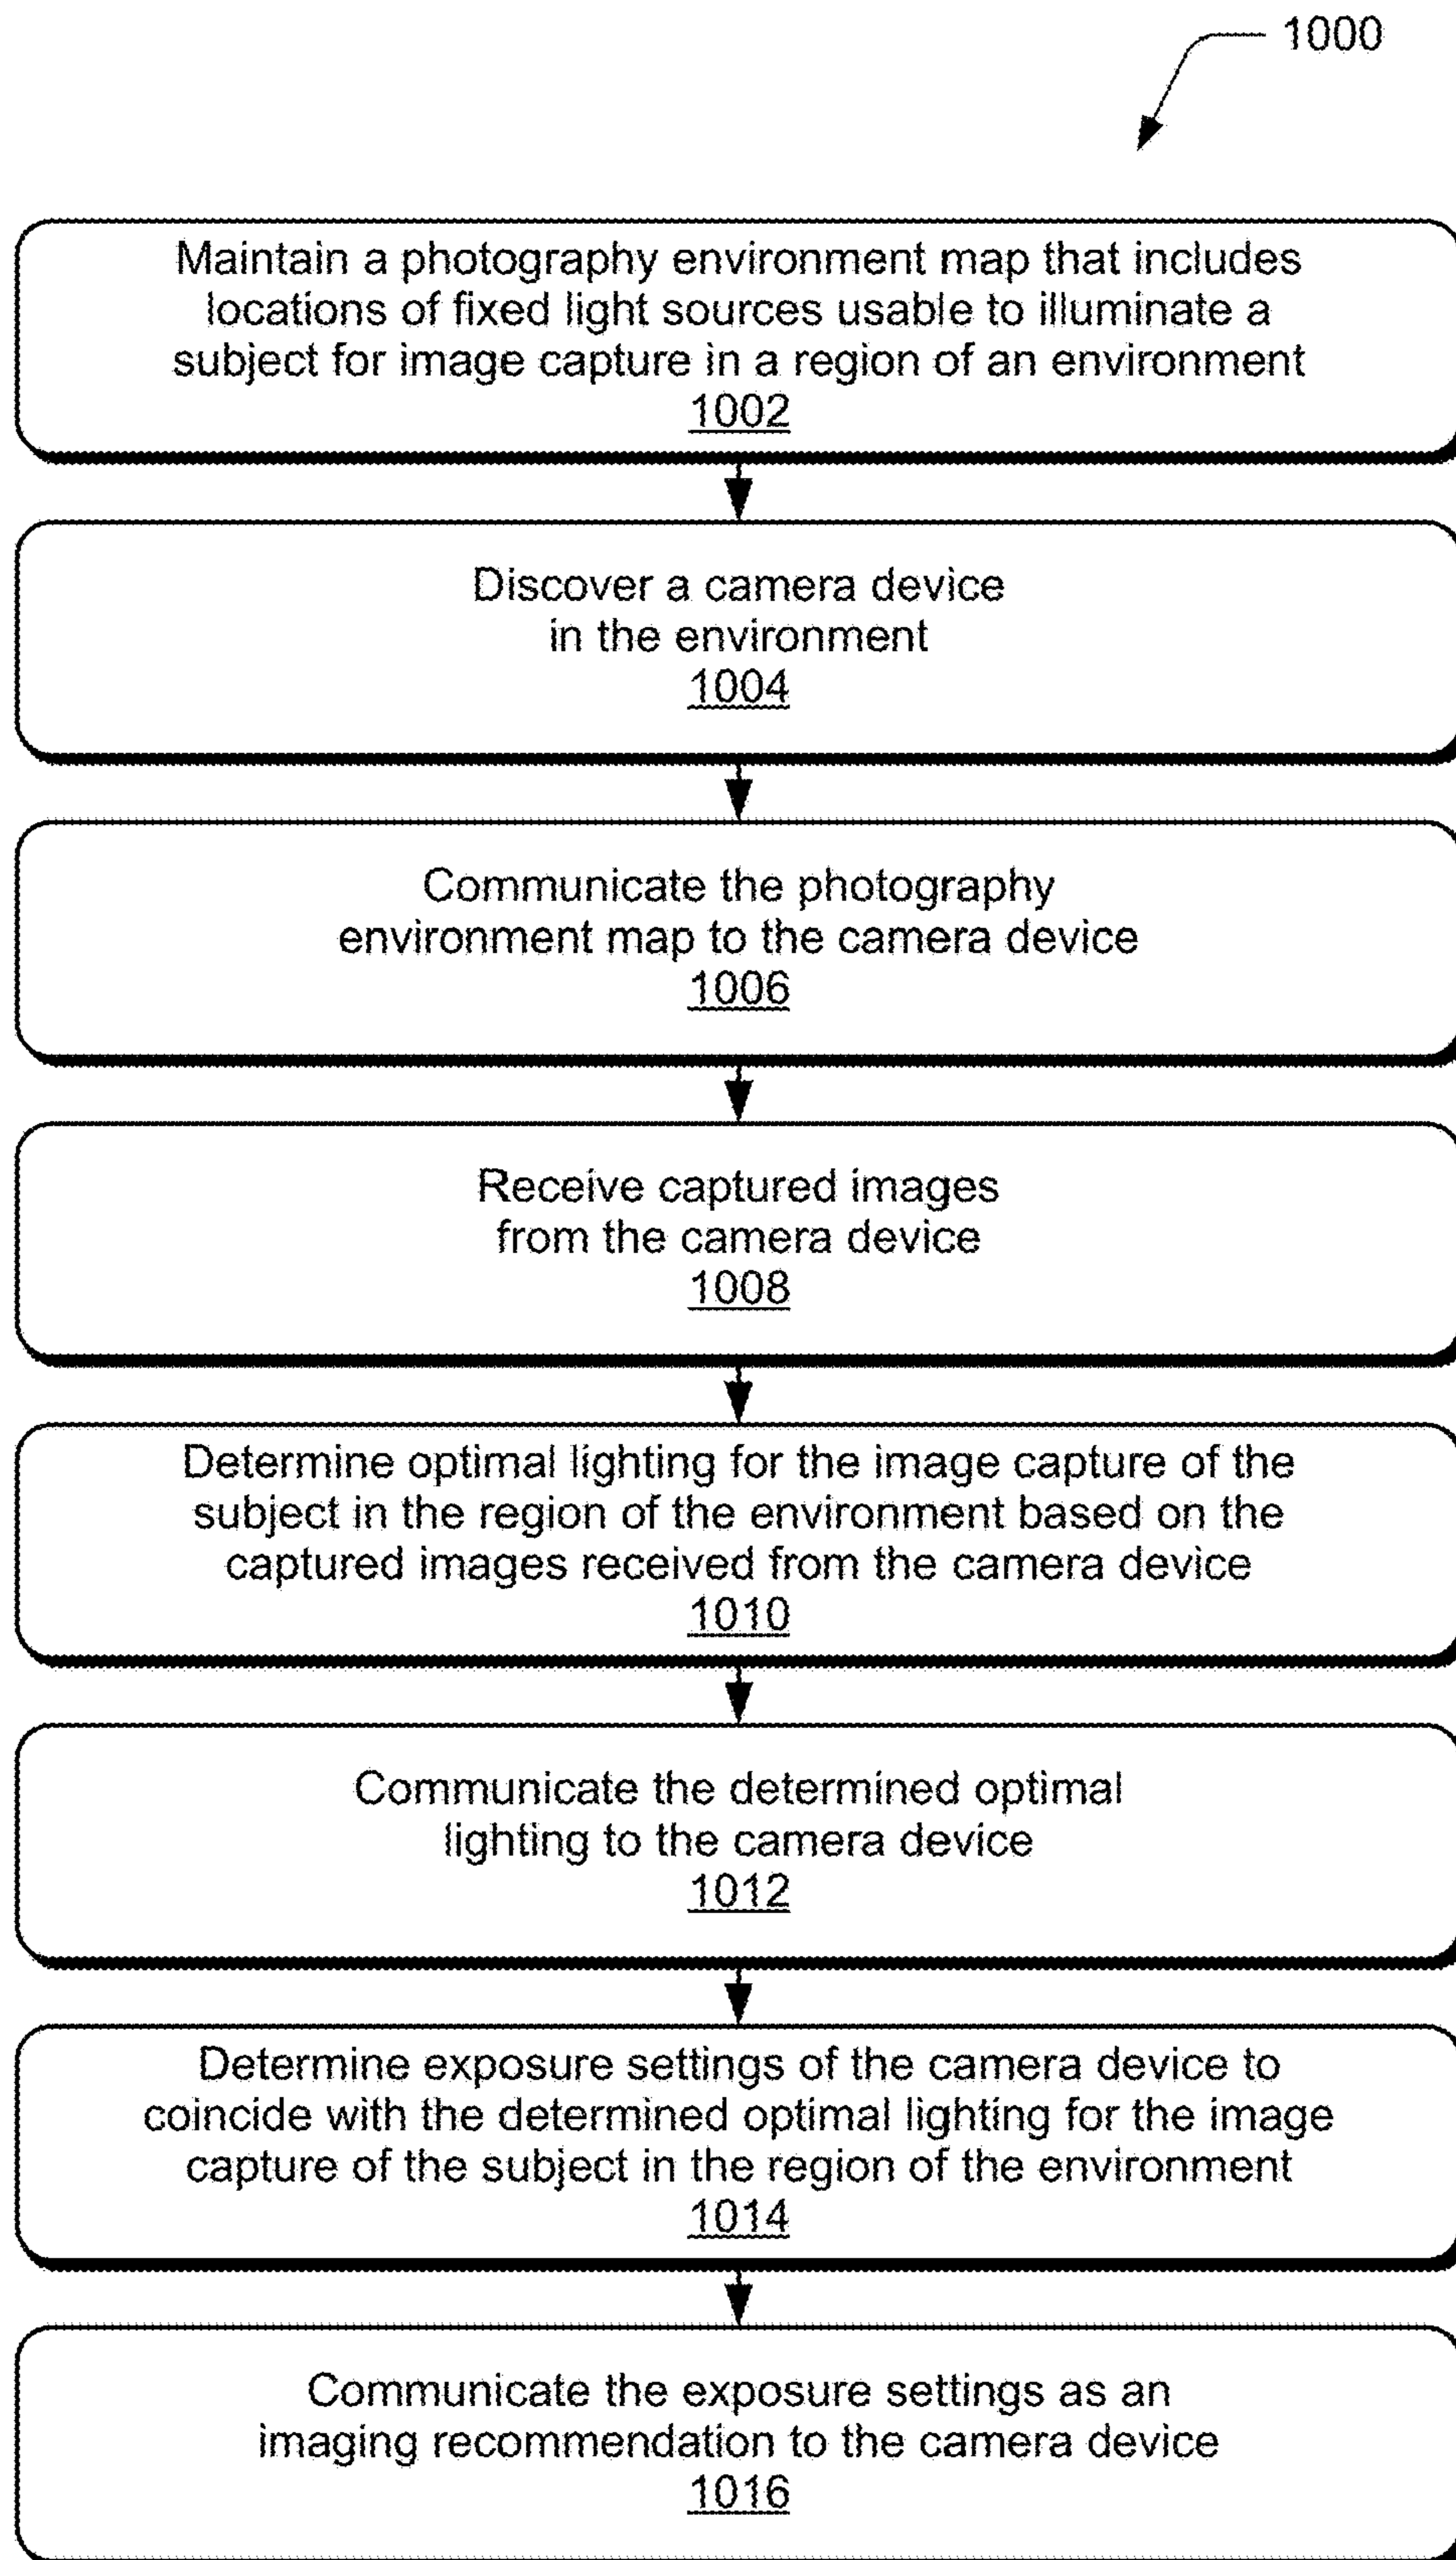 1000
Maintain a photography environment map that includes
locations of fixed light sources usable to illuminate a
subject for image capture in a region of an environment
1002
Discover a camera device
in the environment
1004
Communicate the photography
environment map to the camera device
1006
Receive captured images
from the camera device
1008
Determine optimal lighting for the image capture of the
subject in the region of the environment based on the
captured images received from the camera device
1010
Communicate the determined optimal
lighting to the camera device
1012
Determine exposure settings of the camera device to
coincide with the determined optimal lighting for the image
capture of the subject in the region of the environment
1014
Communicate the exposure settings as an
imaging recommendation to the camera device
1016